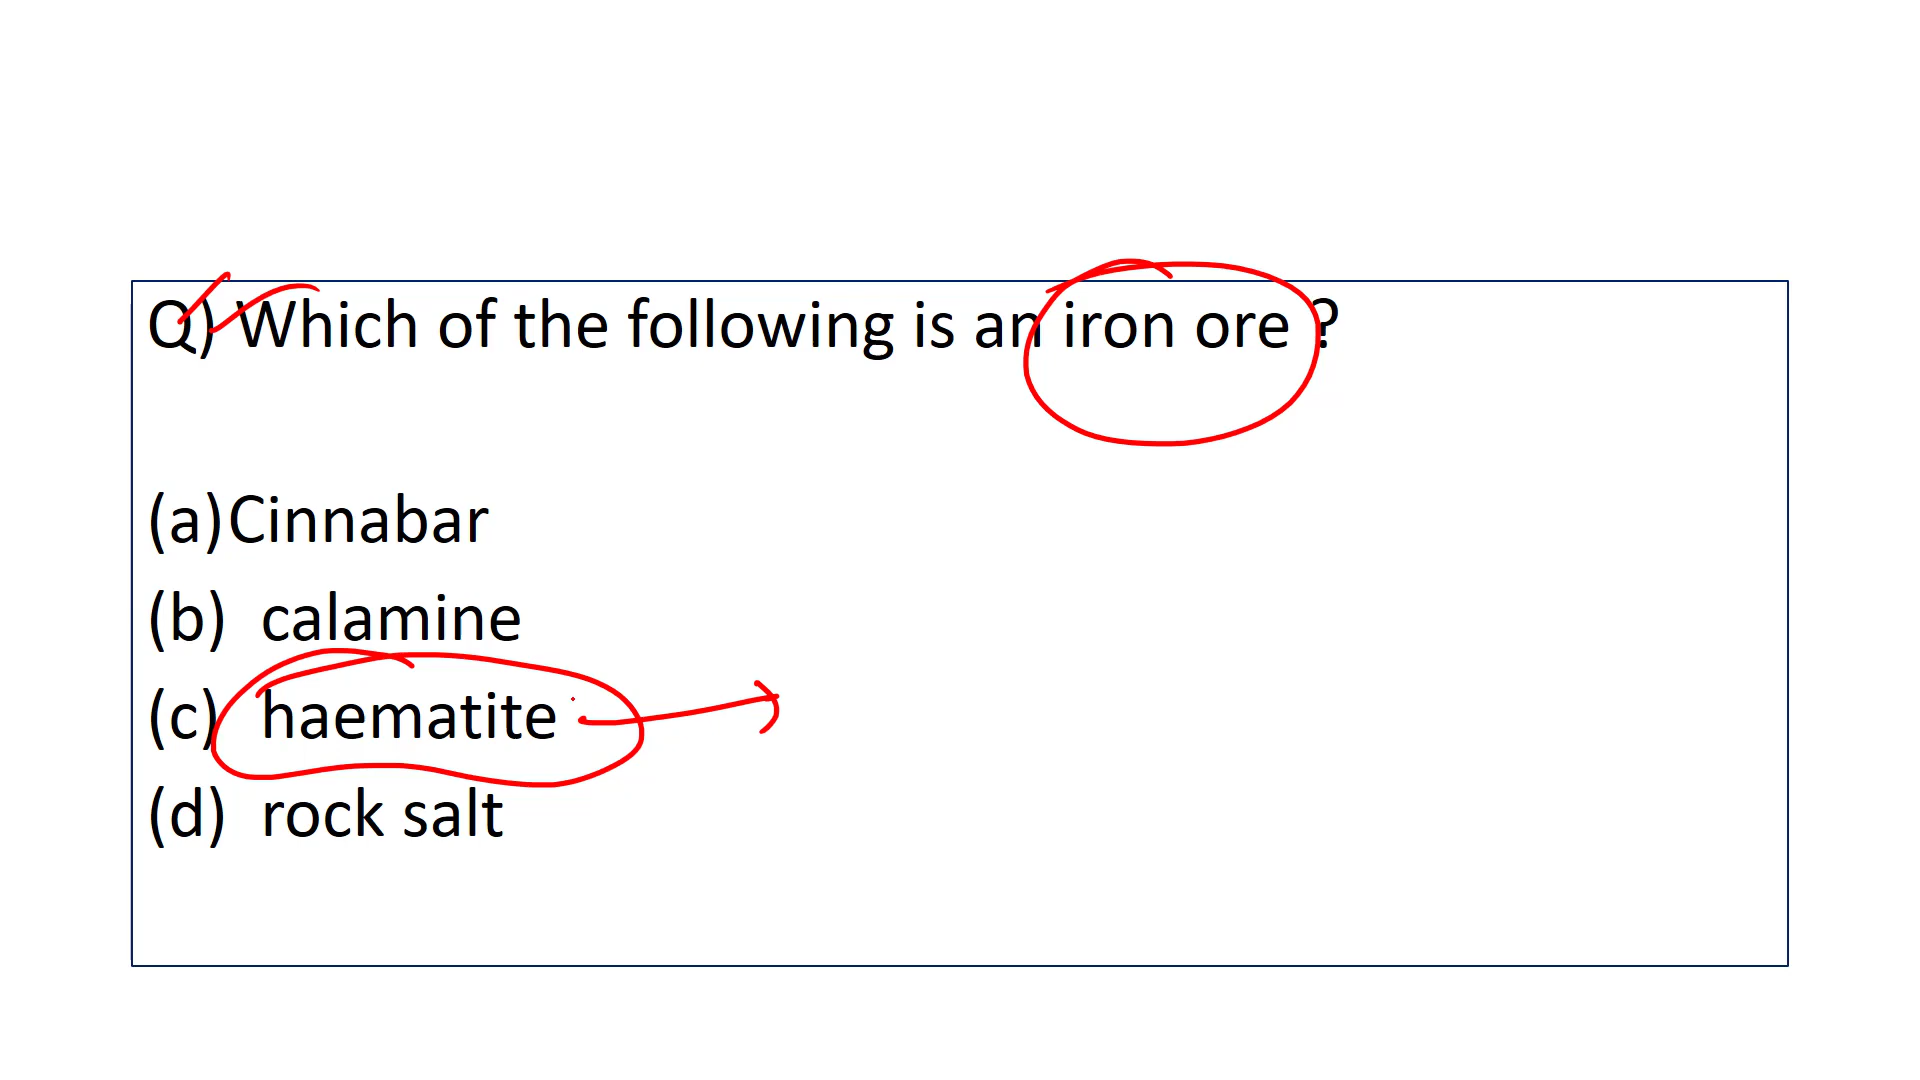 Q) Which of the following is an iron ore ?
(a)Cinnabar
(b) calamine
(c) haematite
(d) rock salt